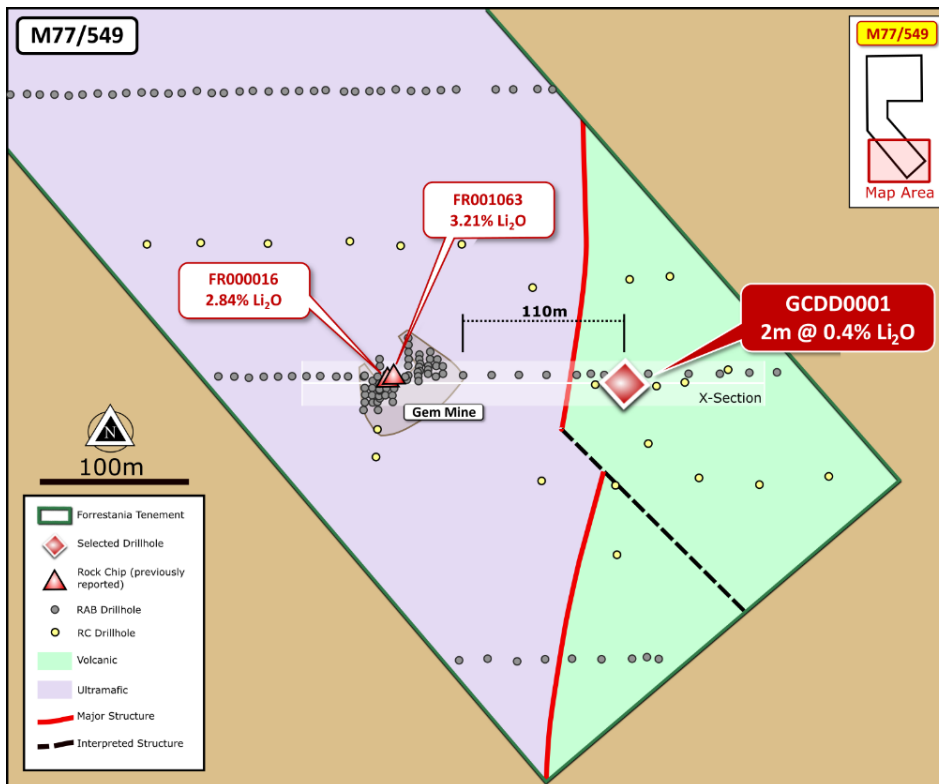 M77/549
M77/549
Map Area
FR001063
3.21% Li₂O
FR000016
2.84% Li₂O
GCDD0001
2m @ 0.4% Li₂O
110m
X-Section
Gem Mine
N
100m
Forrestania Tenement
Selected Drillhole
Rock Chip (previously
reported)
RAB Drillhole
RC Drillhole
Volcanic
Ultramafic
Major Structure
Interpreted Structure